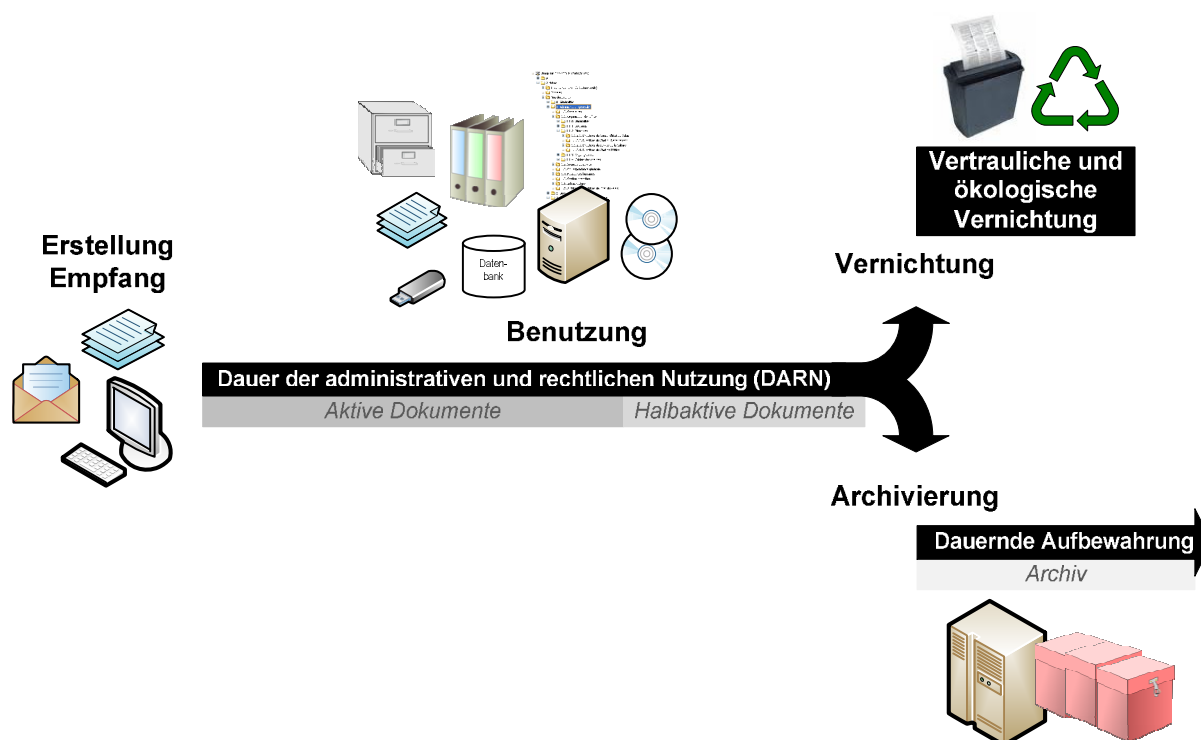 Erstellung
Empfang
Daten-
bank
Benutzung
Dauer der administrativen und rechtlichen Nutzung (DARN)
Aktive Dokumente
Halbaktive Dokumente
Vertrauliche und
ökologische
Vernichtung
Vernichtung
Archivierung
Dauernde Aufbewahrung
Archiv